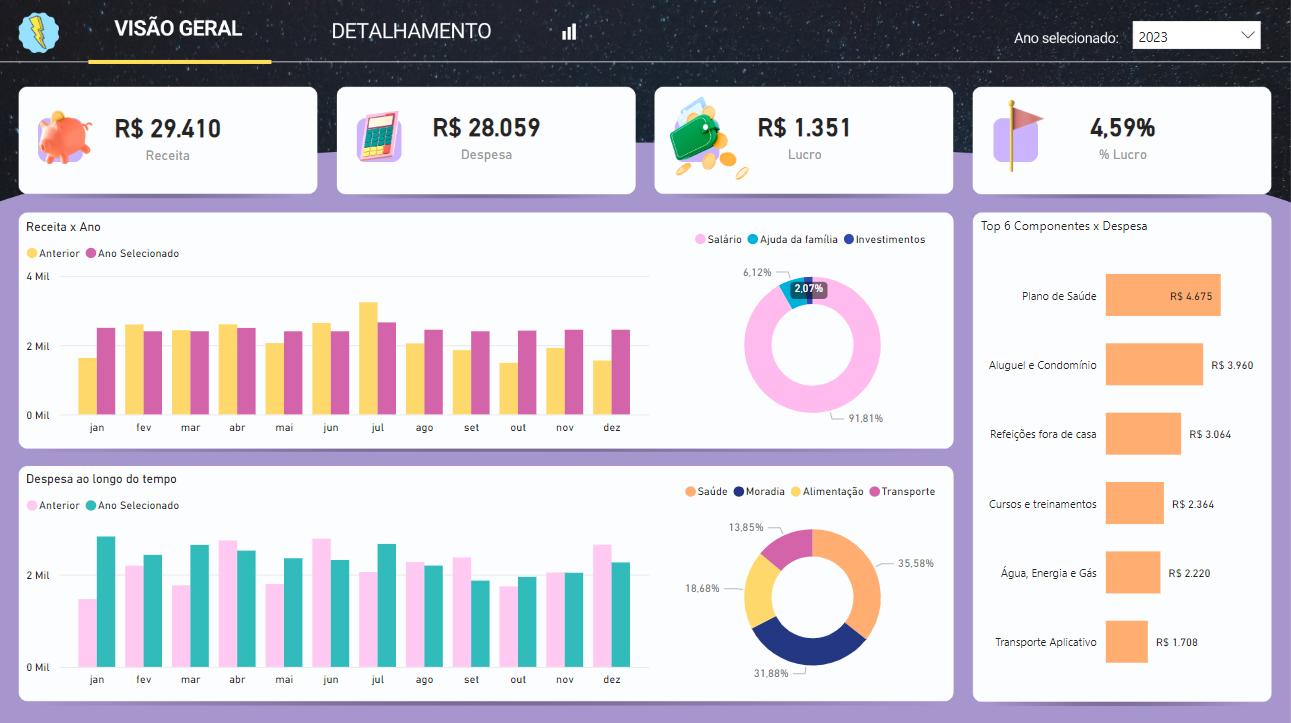 VISÃO GERAL
DETALHAMENTO
Ano selecionado:
2023
R$ 29.410
Receita
R$ 28.059
Despesa
R$ 1.351
Lucro
4,59%
% Lucro
Receita x Ano
Anterior
Ano Selecionado
4 Mil
2 Mil
0 Mil
jan
fev
mar
abr
mai
jun
jul
ago
set
out
nov
dez
Salário
Ajuda da família
Investimentos
6,12%
2,07%
91,81%
Top 6 Componentes x Despesa
Plano de Saúde
R$ 4.675
Aluguel e Condomínio
R$ 3.960
Refeições fora de casa
R$ 3.064
Cursos e treinamentos
R$ 2.364
Água, Energia e Gás
R$ 2.220
Transporte Aplicativo
R$ 1.708
Despesa ao longo do tempo
Anterior
Ano Selecionado
2 Mil
0 Mil
jan
fev
mar
abr
mai
jun
jul
ago
set
out
nov
dez
Saúde
Moradia
Alimentação
Transporte
13,85%
35,58%
18,68%
31,88%